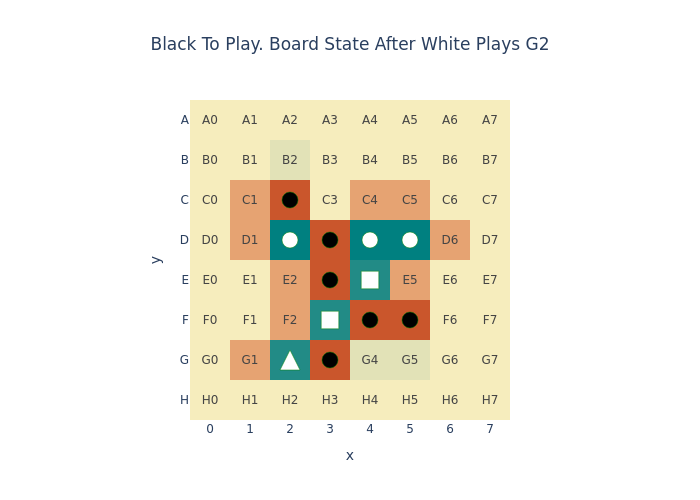 Black To Play. Board State After White Plays G2
A A0 A1 A2 A3 A4 A5 A6 A7
B B0 B1 B2 B3 B4 B5 B6 B7
C C0 C1 C3 C4 C5 C6 C7
D D0 D1 D6 D7
y
E E0 E1 E2 E5 E6 E7
F F0 F1 F2 F6 F7
G G0 G1 G4 G5 G6 G7
H H0 H1 H2 H3 H4 H5 H6 H7
0 1 2 3 4 5 6 7
x